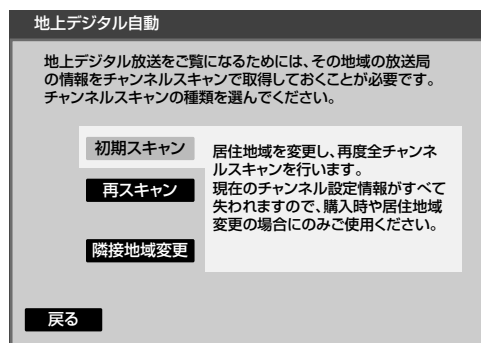 地上デジタル自動
地上デジタル放送をご覧になるためには、その地域の放送局
の情報をチャンネルスキャンで取得しておくことが必要です。
チャンネルスキャンの種類を選んでください。
初期スキャン
居住地域を変更し、再度全チャンネ
ルスキャンを行います。
再スキャン
現在のチャンネル設定情報がすべて
失われますので、購入時や居住地域
変更の場合にのみご使用ください。
隣接地域変更
戻る